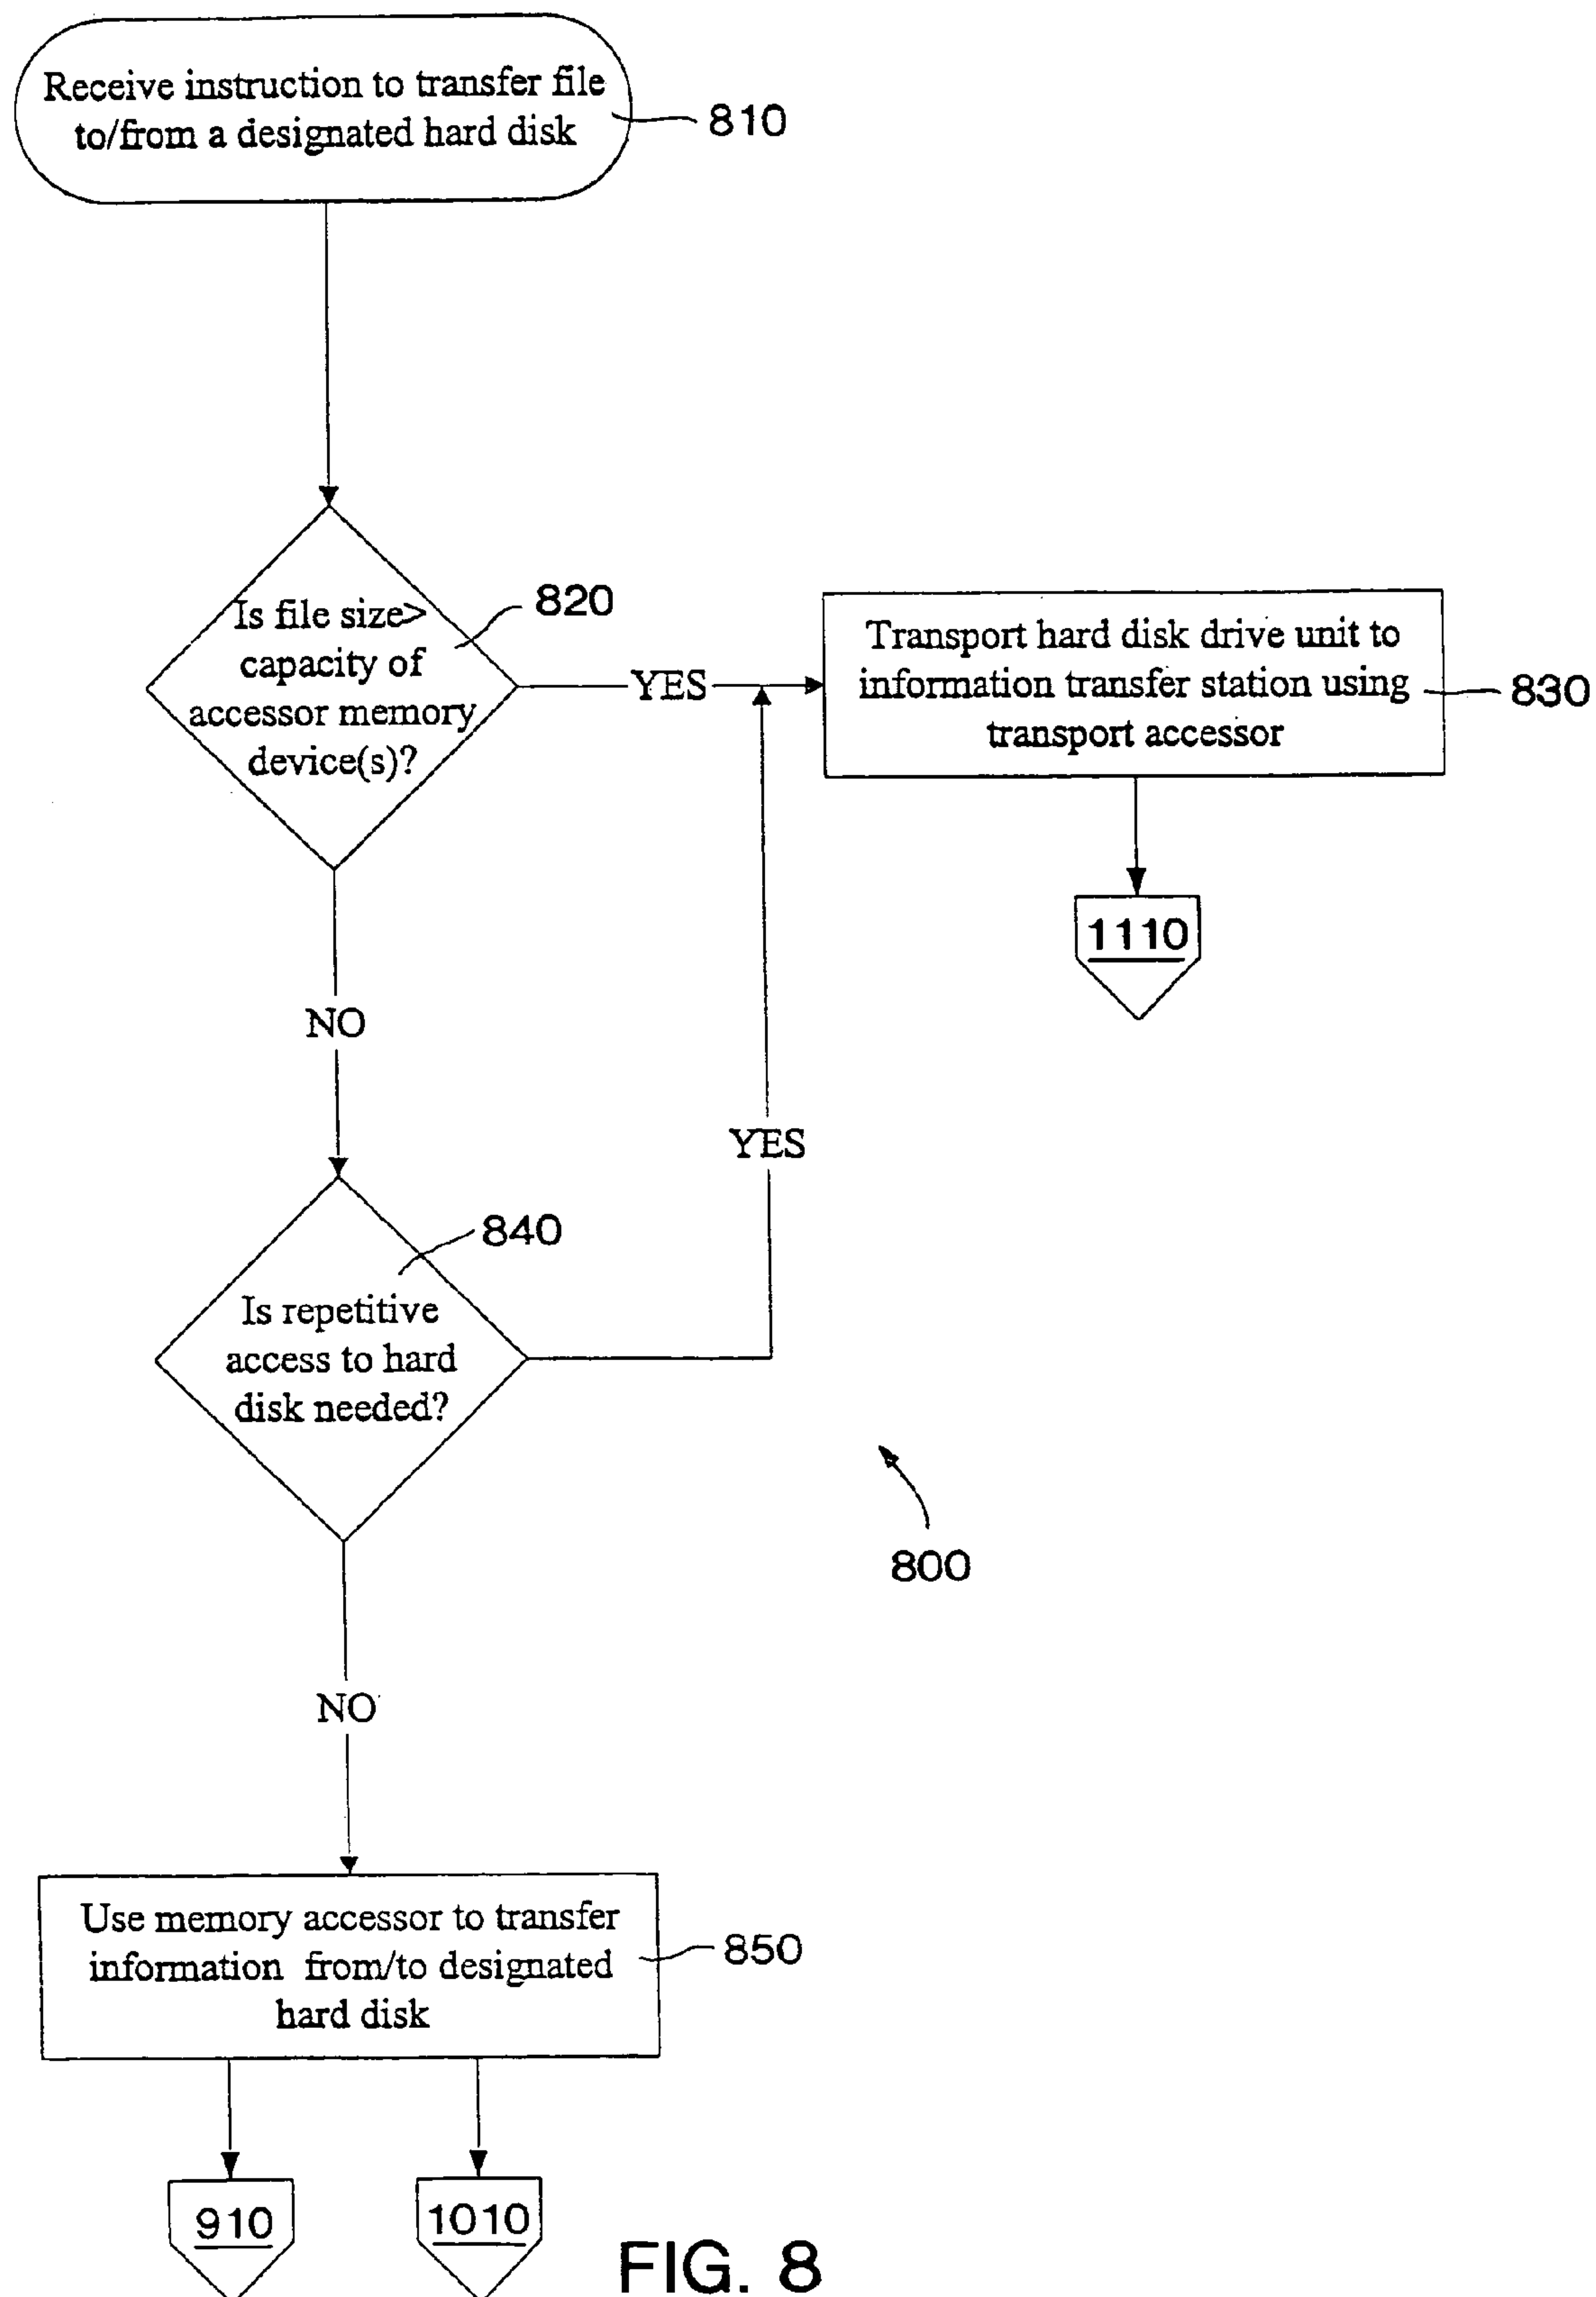 Receive instruction to transfer file
to/from a designated hard disk
810
Is file size>
capacity of
accessor memory
device(s)?
820
YES
Transport hard disk drive unit to
information transfer station using
transport accessor
830
1110
NO
YES
840
Is repetitive
access to hard
disk needed?
800
NO
Use memory accessor to transfer
information from/to designated
hard disk
850
910
1010
FIG. 8